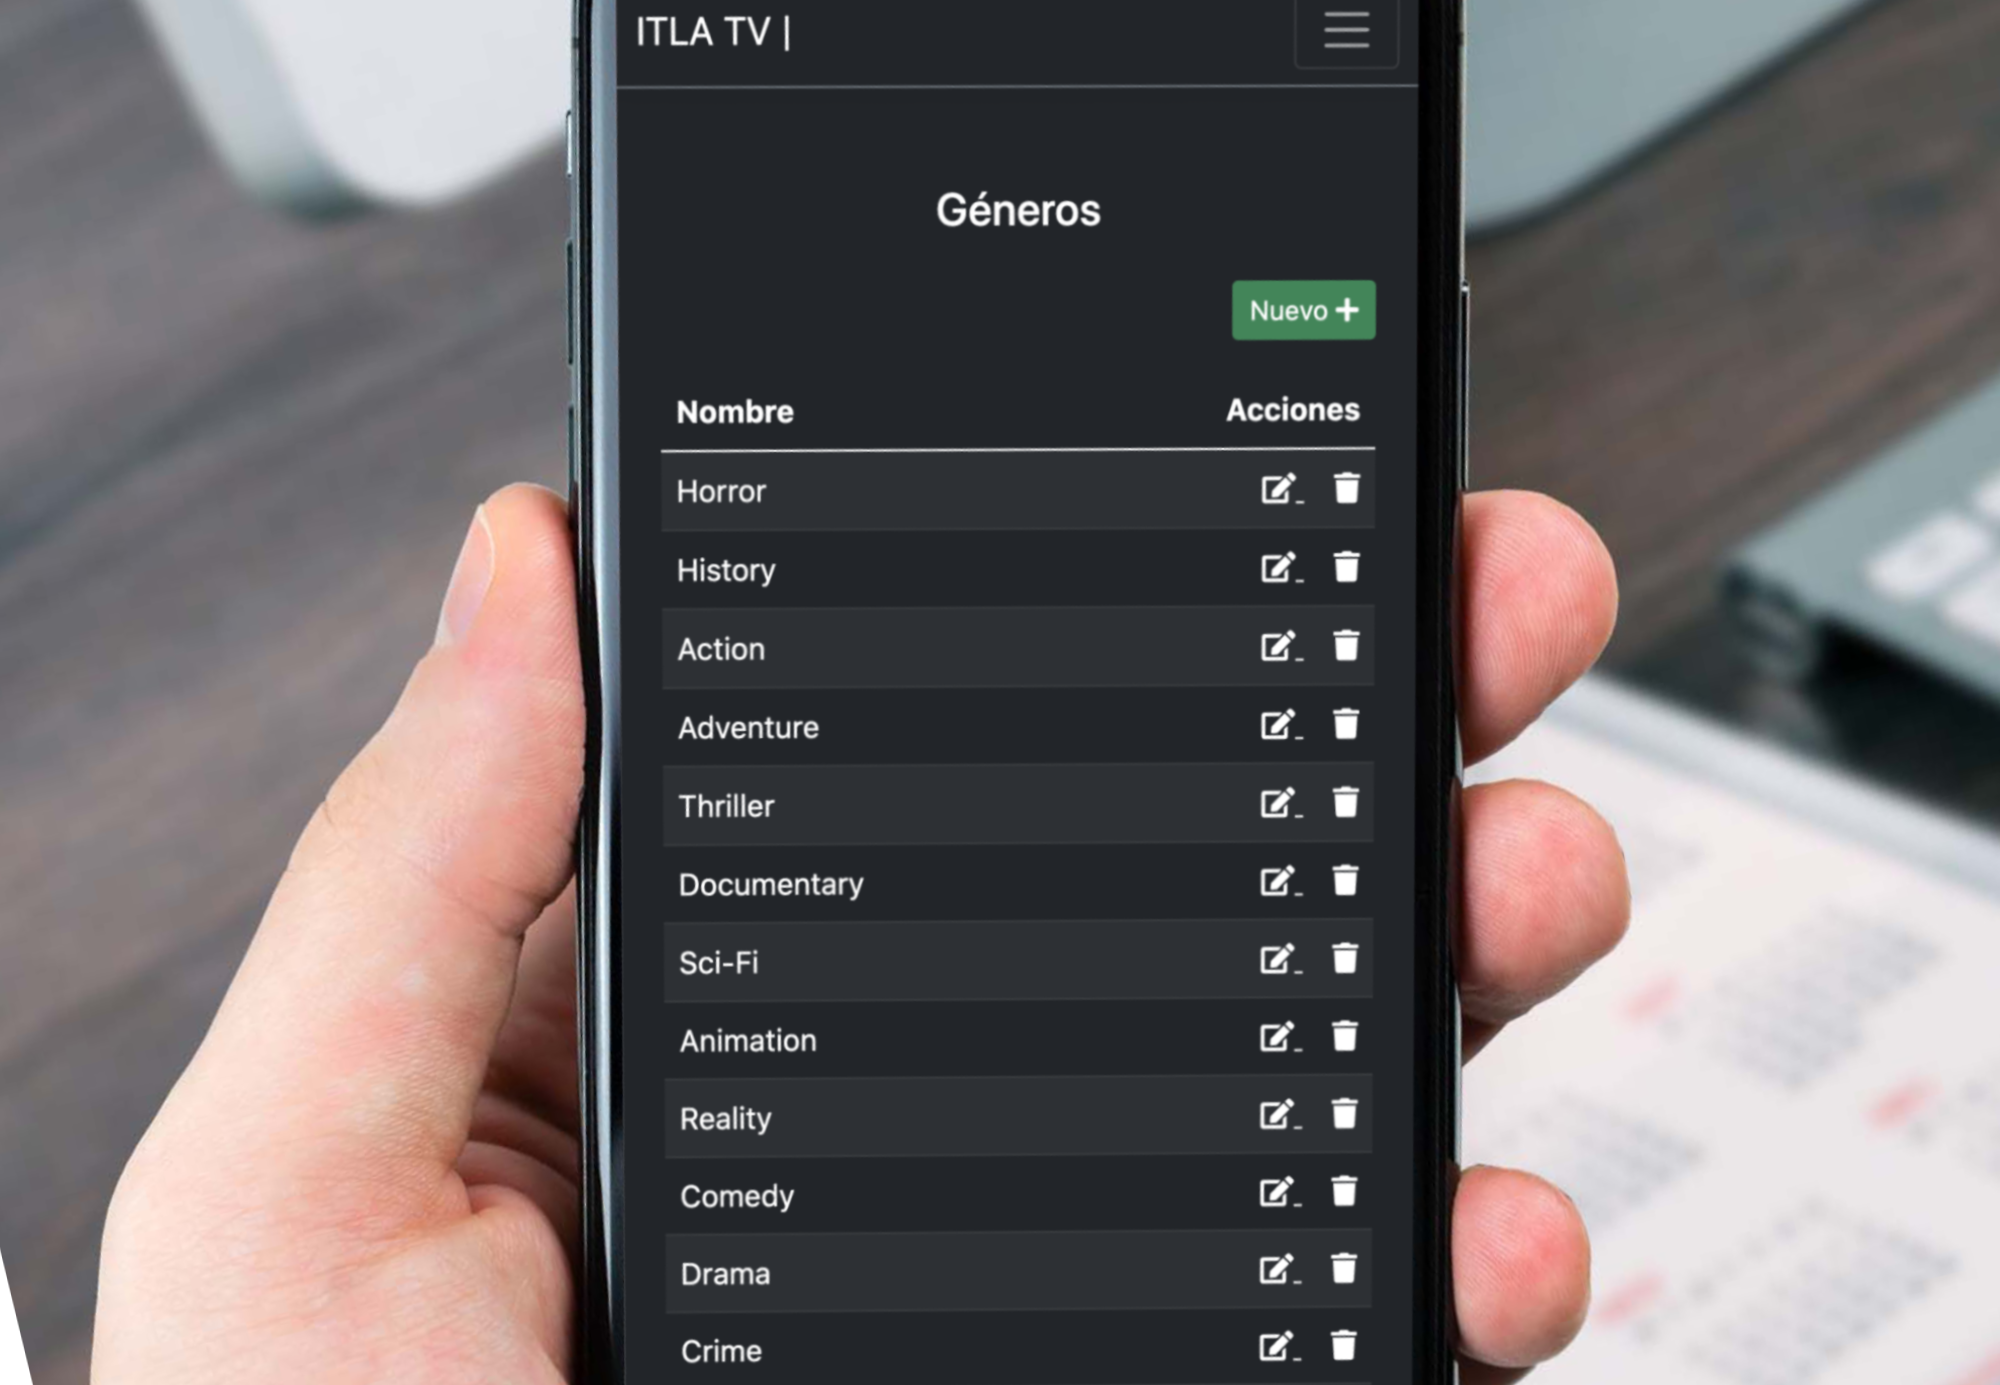 ITLA TV |
Géneros
Nuevo +
Nombre Acciones
Horror
History
Action
Adventure
Thriller
Documentary
Sci-Fi
Animation
Reality
Comedy
Drama
Crime